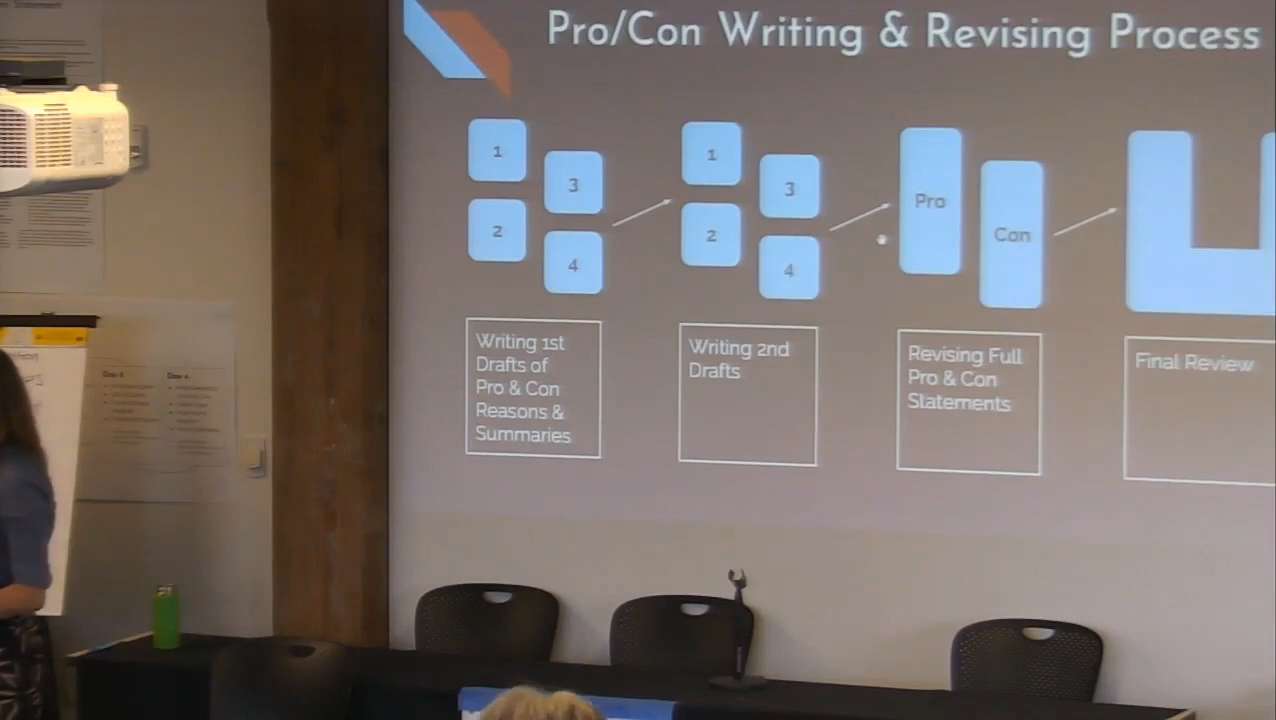 Pro/Con Writing & Revising Process
1
3
2
4
1
3
2
4
Pro
Con
Writing 1st
Drafts of
Pro & Con
Reasons &
Summaries
Writing 2nd
Drafts
Revising Full
Pro & Con
Statements
Final Review